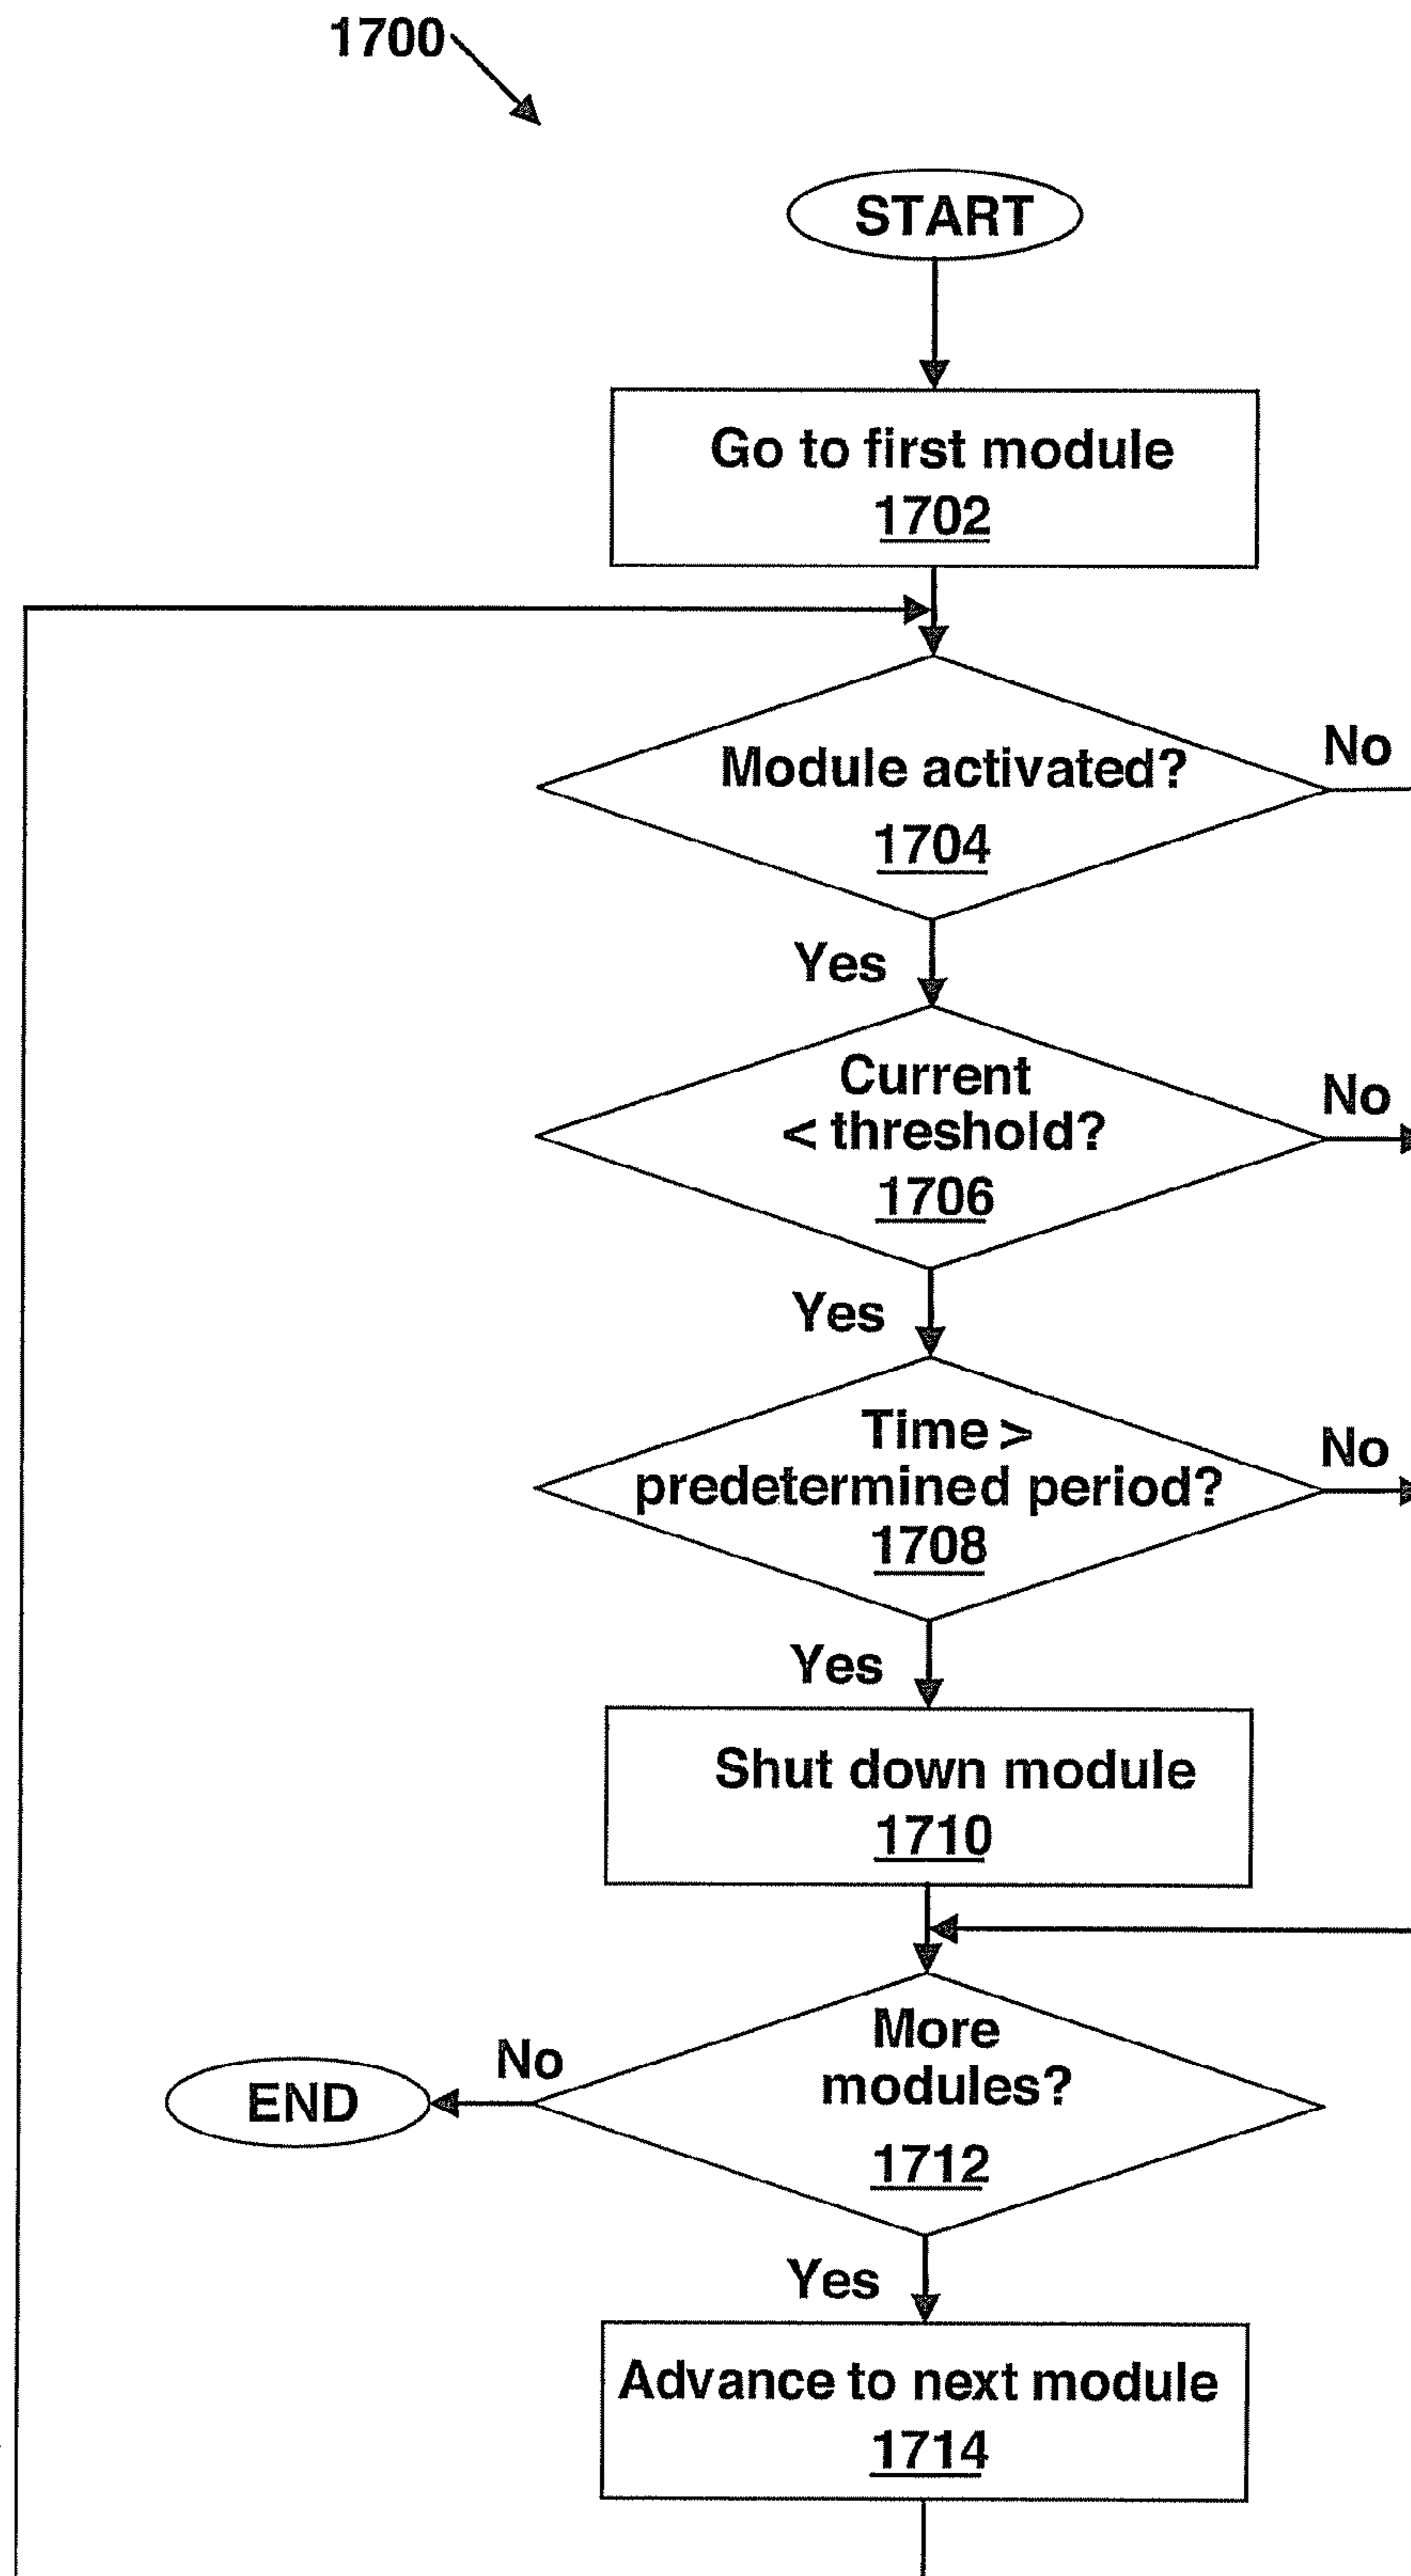 1700
START
Go to first module
1702
Module activated?
1704
No
Yes
Current
< threshold?
1706
No
Yes
Time >
predetermined period?
1708
No
Yes
Shut down module
1710
More
modules?
1712
No
END
Yes
Advance to next module
1714